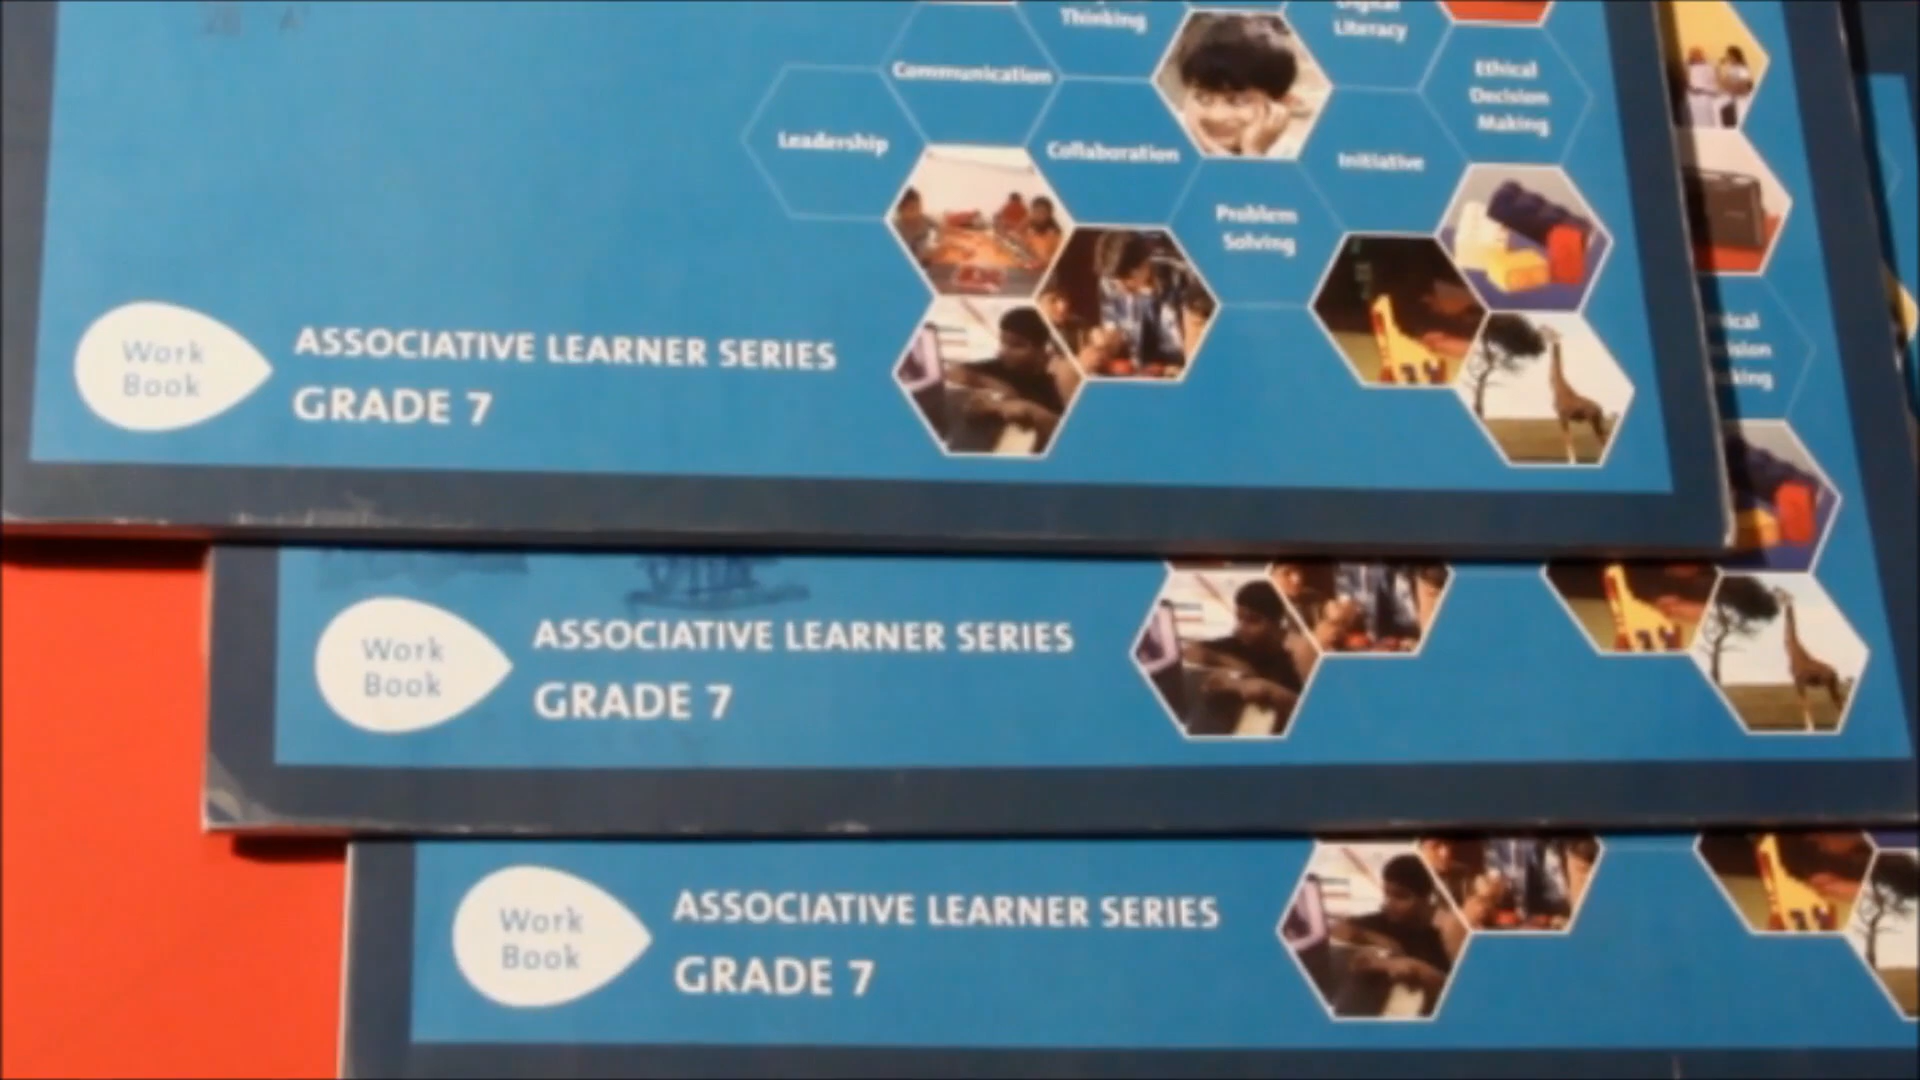 Thinking
Digital
Literacy
Communication
Ethical
Decision
Making
Leadership
Collaboration
Initiative
Problem
Solving
Work
Book
ASSOCIATIVE LEARNER SERIES
GRADE 7
Work
Book
ASSOCIATIVE LEARNER SERIES
GRADE 7
Work
Book
ASSOCIATIVE LEARNER SERIES
GRADE 7